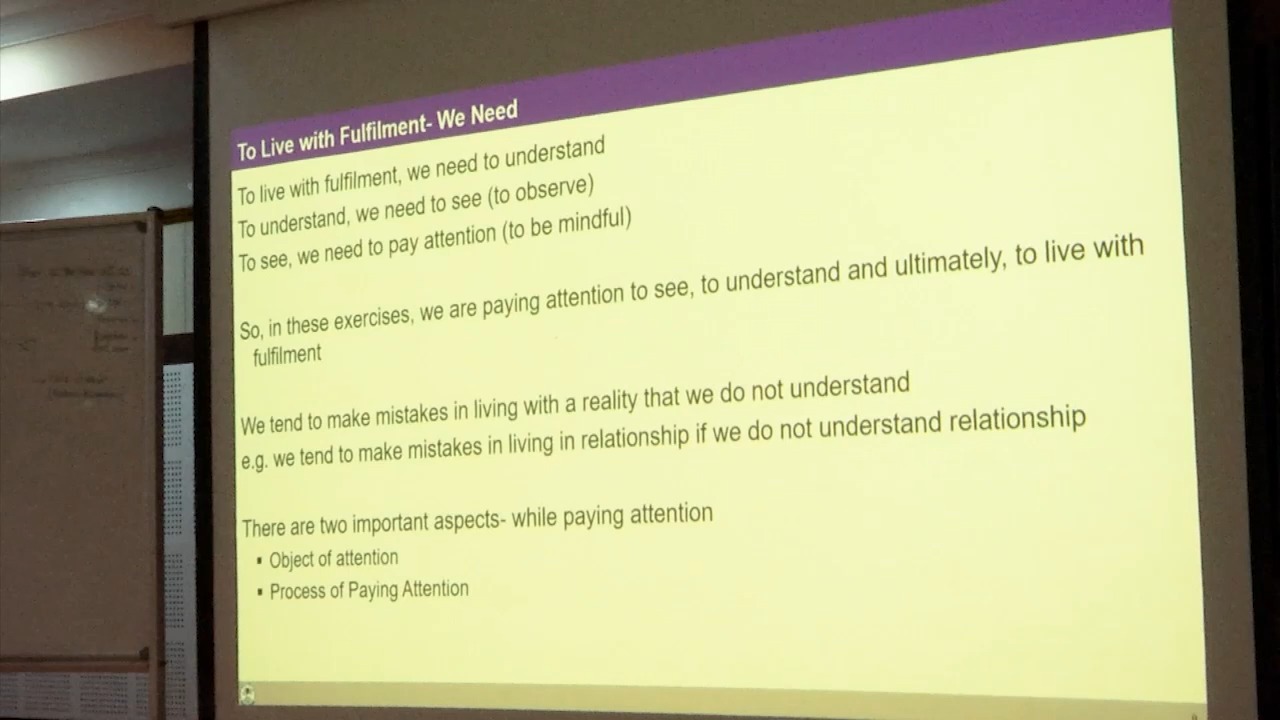 To Live with Fulfilment- We Need
To live with fulfilment, we need to understand
To understand, we need to see (to observe)
To see, we need to pay attention (to be mindful)
So, in these exercises, we are paying attention to see, to understand and ultimately, to live with
fulfilment
We tend to make mistakes in living with a reality that we do not understand
e.g. we tend to make mistakes in living in relationship if we do not understand relationship
There are two important aspects- while paying attention
▪ Object of attention
▪ Process of Paying Attention